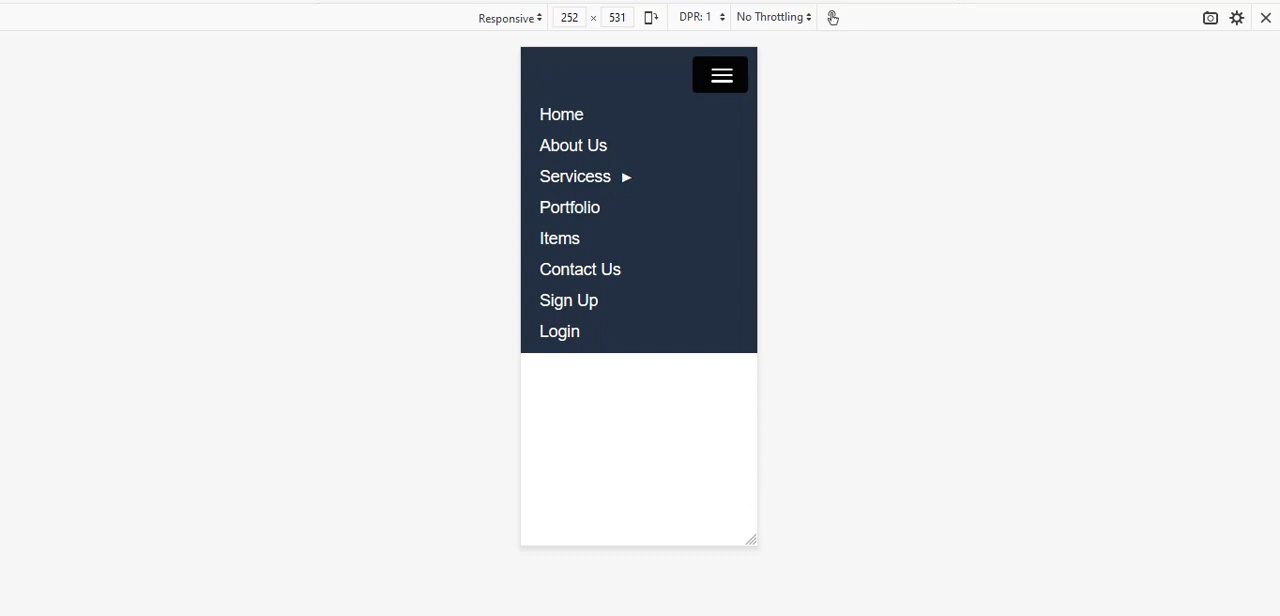 Responsive 252 × 531 DPR: 1 No Throttling
Home
About Us
Servicess ▶
Portfolio
Items
Contact Us
Sign Up
Login